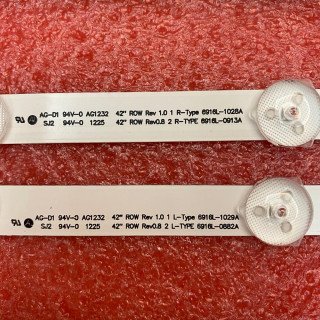 AG-D1 94V-0 AG1232 42" ROW Rev 1.0 1 R-Type 6916L-1028A
SJ2 94V-0 1225 42" ROW Rev0.8 2 R-TYPE 6916L-0913A
AG-D1 94V-0 AG1232 42" ROW Rev 1.0 1 L-Type 6916L-1029A
SJ2 94V-0 1225 42" ROW Rev0.8 2 L-TYPE 6916L-0882A